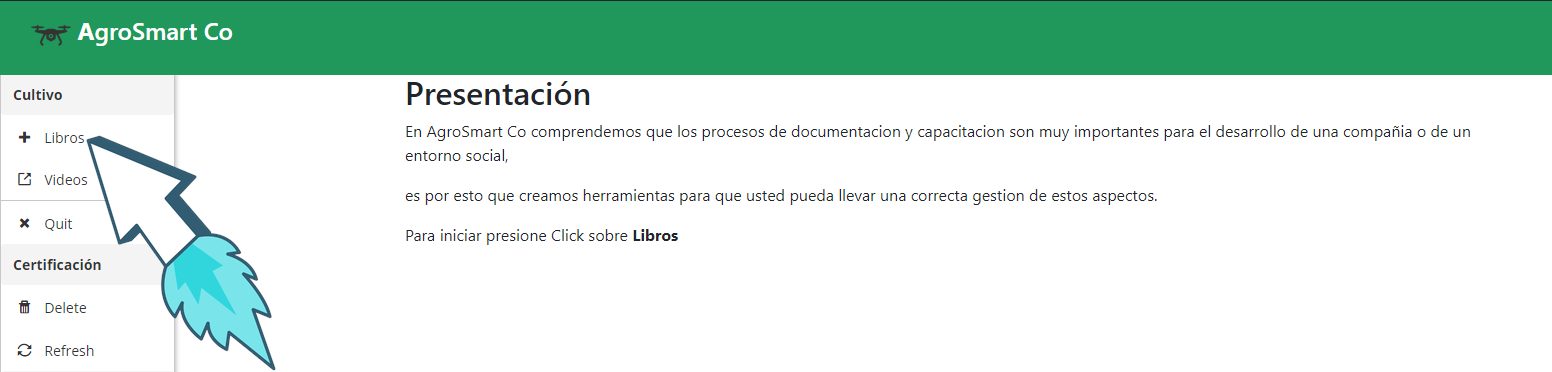 AgroSmart Co
Cultivo
Libros
Videos
Quit
Certificación
Delete
Refresh
Presentación
En AgroSmart Co comprendemos que los procesos de documentacion y capacitacion son muy importantes para el desarrollo de una compañia o de un
entorno social,
es por esto que creamos herramientas para que usted pueda llevar una correcta gestion de estos aspectos.
Para iniciar presione Click sobre Libros